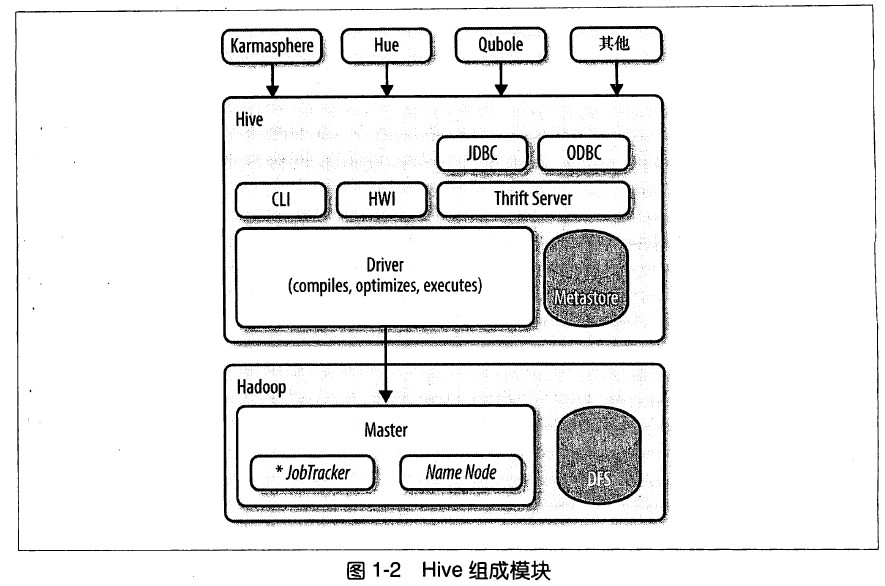 Karmasphere
Hue
Qubole
其他
Hive
JDBC
ODBC
CLI
HWI
Thrift Server
Driver
(compiles, optimizes, executes)
Metastore
Hadoop
Master
* JobTracker
Name Node
DFS
图 1-2 Hive 组成模块